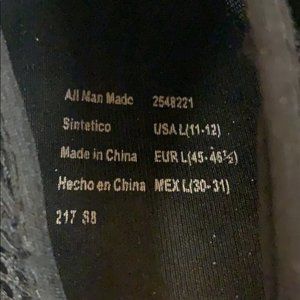 All Man Made 2548221
Sintetico USA L(11-12)
Made in China EUR L(45-46½)
Hecho en China MEX L(30-31)
217 SB